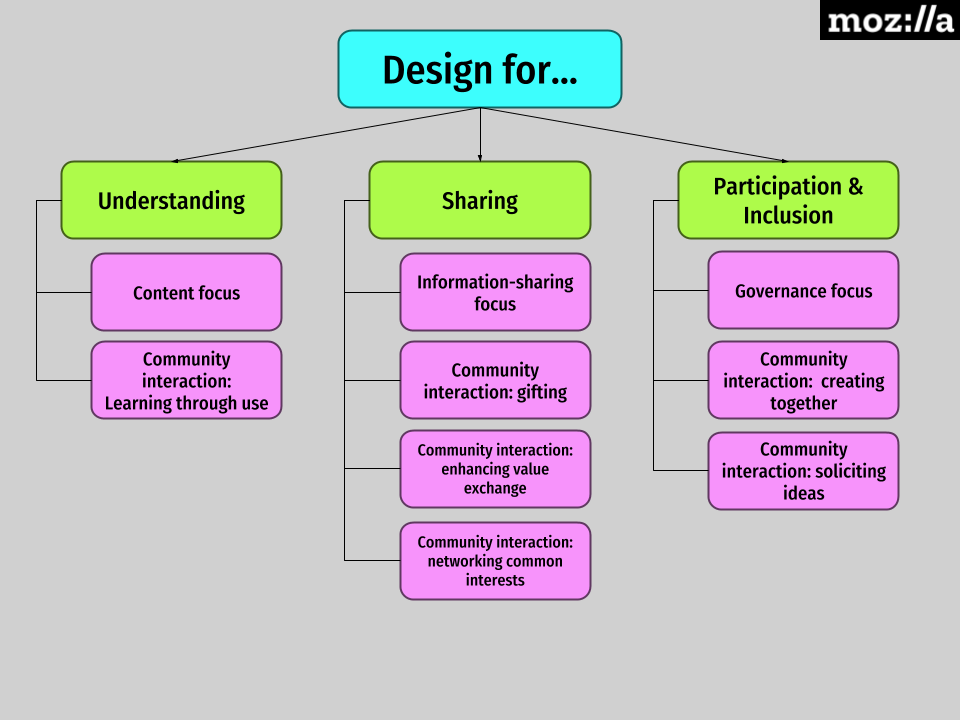 moz://a
Design for...
Understanding
Content focus
Community
interaction:
Learning through use
Sharing
Information-sharing
focus
Community
interaction: gifting
Community interaction:
enhancing value
exchange
Community interaction:
networking common
interests
Participation &
Inclusion
Governance focus
Community
interaction:  creating
together
Community
interaction: soliciting
ideas